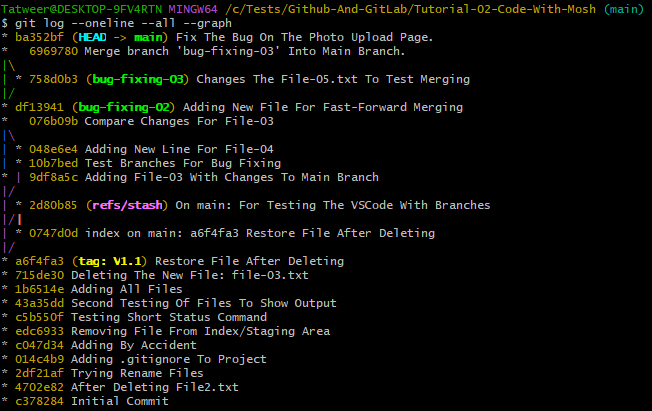 Tatweer@DESKTOP-9FV4RTN MINGW64 /c/Tests/Github-And-GitLab/Tutorial-02-Code-With-Mosh (main)
$ git log --oneline --all --graph
* ba352bf (HEAD -> main) Fix The Bug On The Photo Upload Page.
*   6969780 Merge branch 'bug-fixing-03' Into Main Branch.
|\
| * 758d0b3 (bug-fixing-03) Changes The File-05.txt To Test Merging
|/
* df13941 (bug-fixing-02) Adding New File For Fast-Forward Merging
*   076b09b Compare Changes For File-03
|\
| * 048e6e4 Adding New Line For File-04
| * 10b7bed Test Branches For Bug Fixing
* | 9df8a5c Adding File-03 With Changes To Main Branch
|/
| * 2d80b85 (refs/stash) On main: For Testing The VSCode With Branches
|/|
| * 0747d0d index on main: a6f4fa3 Restore File After Deleting
|/
* a6f4fa3 (tag: V1.1) Restore File After Deleting
* 715de30 Deleting The New File: file-03.txt
* 1b6514e Adding All Files
* 43a35dd Second Testing Of Files To Show Output
* c5b550f Testing Short Status Command
* edc6933 Removing File From Index/Staging Area
* c047d34 Adding By Accident
* 014c4b9 Adding .gitignore To Project
* 2df21af Trying Rename Files
* 4702e82 After Deleting File2.txt
* c378284 Initial Commit